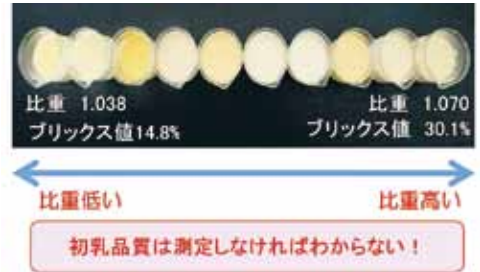 比重 1.038
ブリックス値14.8%
比重 1.070
ブリックス値 30.1%
比重低い
比重高い
初乳品質は測定しなければわからない！